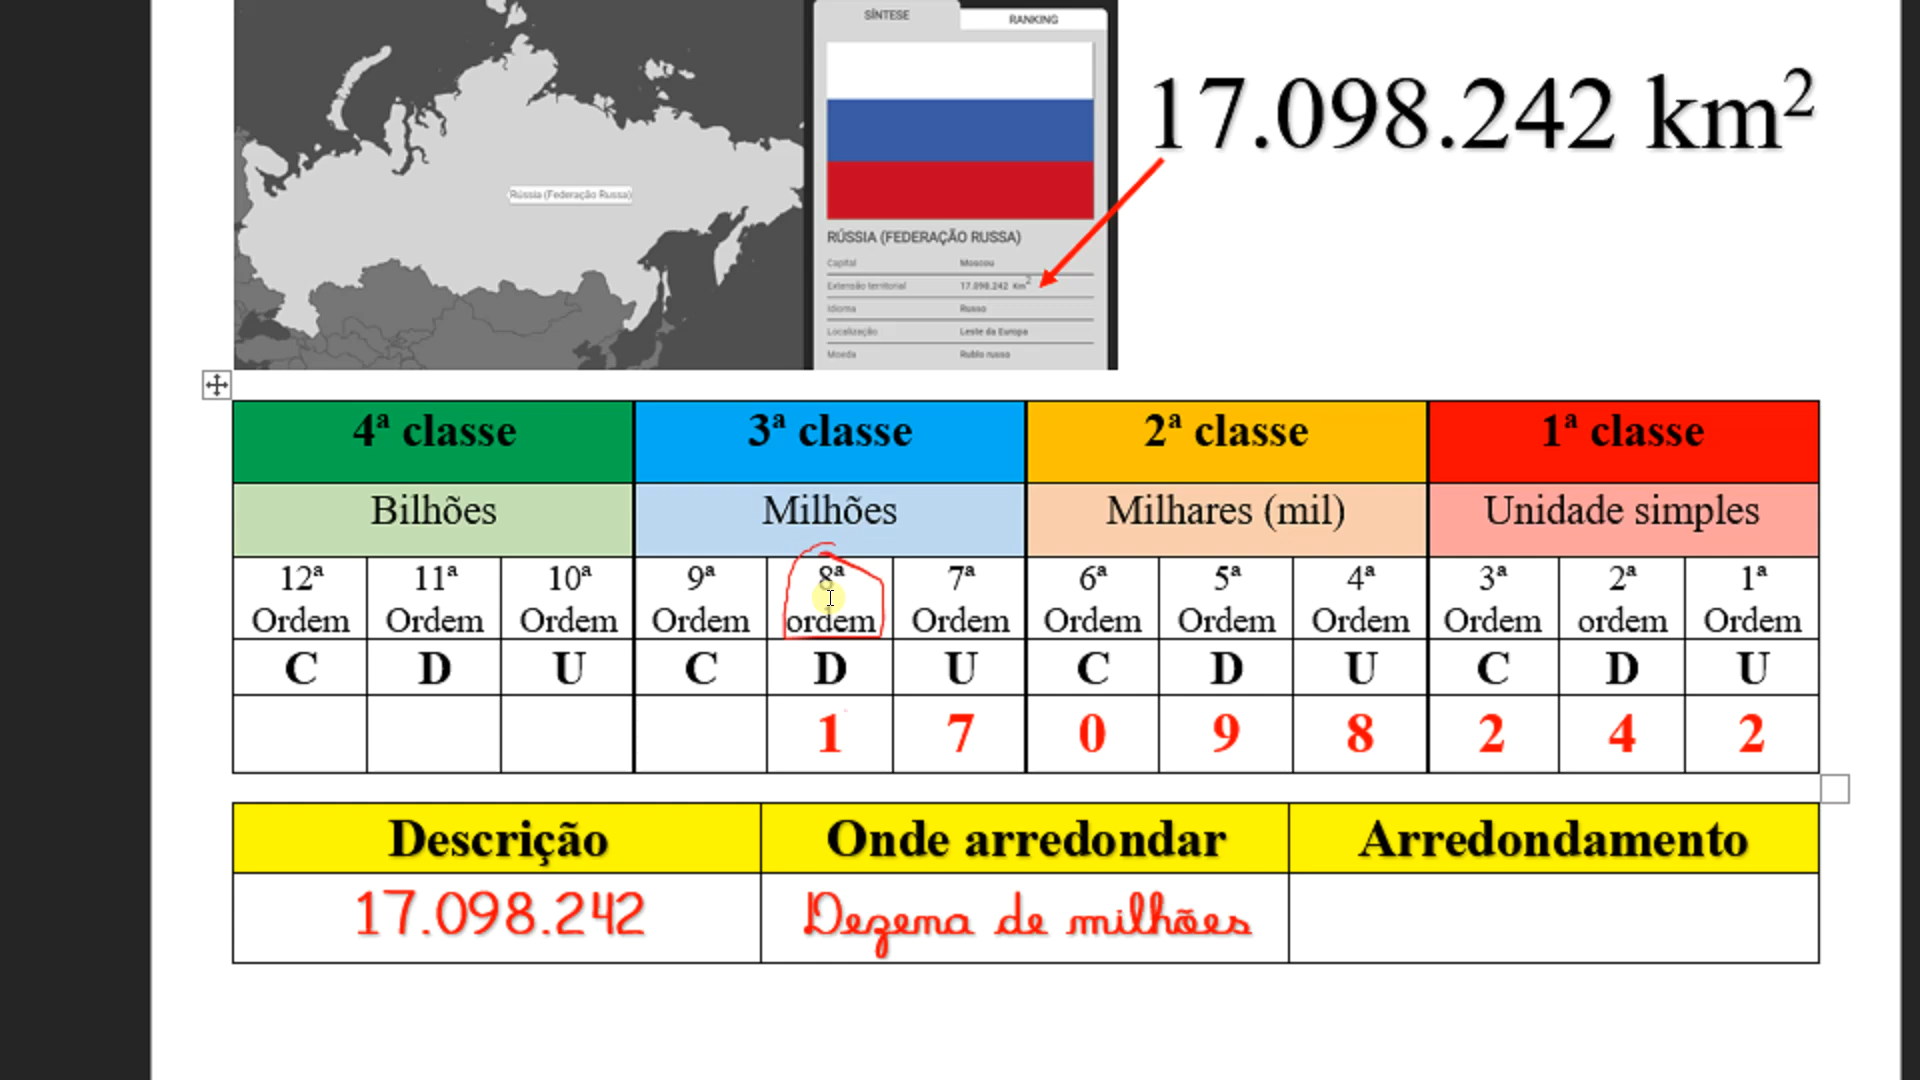 SÍNTESE
RANKING
17.098.242 km²
Rússia (Federação Russa)
RÚSSIA (FEDERAÇÃO RUSSA)
Capital Moscou
Extensão territorial 17.098.242 Km²
Idioma Russo
Localização Leste da Europa
Moeda Rublo russo
4ª classe 3ª classe 2ª classe 1ª classe
Bilhões Milhões Milhares (mil) Unidade simples
12ª 11ª 10ª 9ª 8ª 7ª 6ª 5ª 4ª 3ª 2ª 1ª
Ordem Ordem Ordem Ordem ordem Ordem Ordem Ordem Ordem Ordem ordem Ordem
C D U C D U C D U C D U
1 7 0 9 8 2 4 2
Descrição Onde arredondar Arredondamento
17.098.242 Dezena de milhões